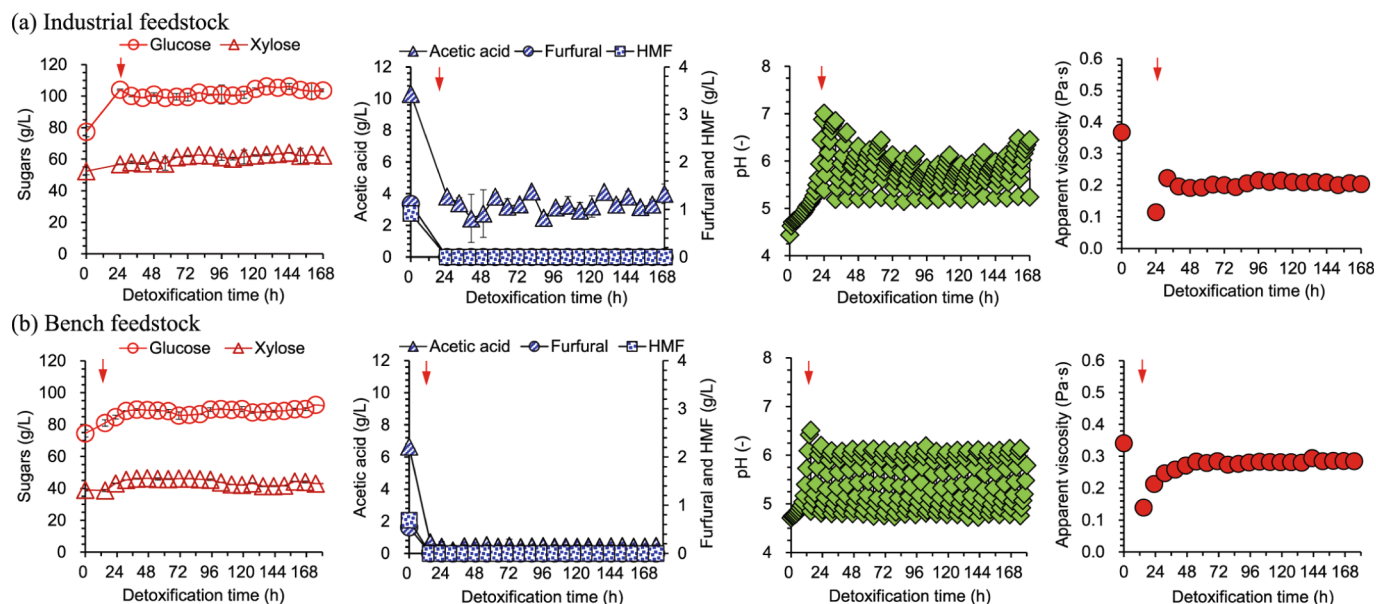 (a) Industrial feedstock
Glucose Xylose
Sugars (g/L)
120
100
80
60
40
20
0
0 24 48 72 96 120 144 168
Detoxification time (h)
Acetic acid Furfural HMF
Acetic acid (g/L)
12
10
8
6
4
2
0
0 24 48 72 96 120 144 168
Detoxification time (h)
4
3
2
1
0
Furfural and HMF (g/L)
pH (-)
8
7
6
5
4
0 24 48 72 96 120 144 168
Detoxification time (h)
Apparent viscosity (Pa·s)
0.6
0.5
0.4
0.3
0.2
0.1
0.0
0 24 48 72 96 120 144 168
Detoxification time (h)
(b) Bench feedstock
Glucose Xylose
Sugars (g/L)
120
100
80
60
40
20
0
0 24 48 72 96 120 144 168
Detoxification time (h)
Acetic acid Furfural HMF
Acetic acid (g/L)
12
10
8
6
4
2
0
0 24 48 72 96 120 144 168
Detoxification time (h)
4
3
2
1
0
Furfural and HMF (g/L)
pH (-)
8
7
6
5
4
0 24 48 72 96 120 144 168
Detoxification time (h)
Apparent viscosity (Pa·s)
0.6
0.5
0.4
0.3
0.2
0.1
0.0
0 24 48 72 96 120 144 168
Detoxification time (h)